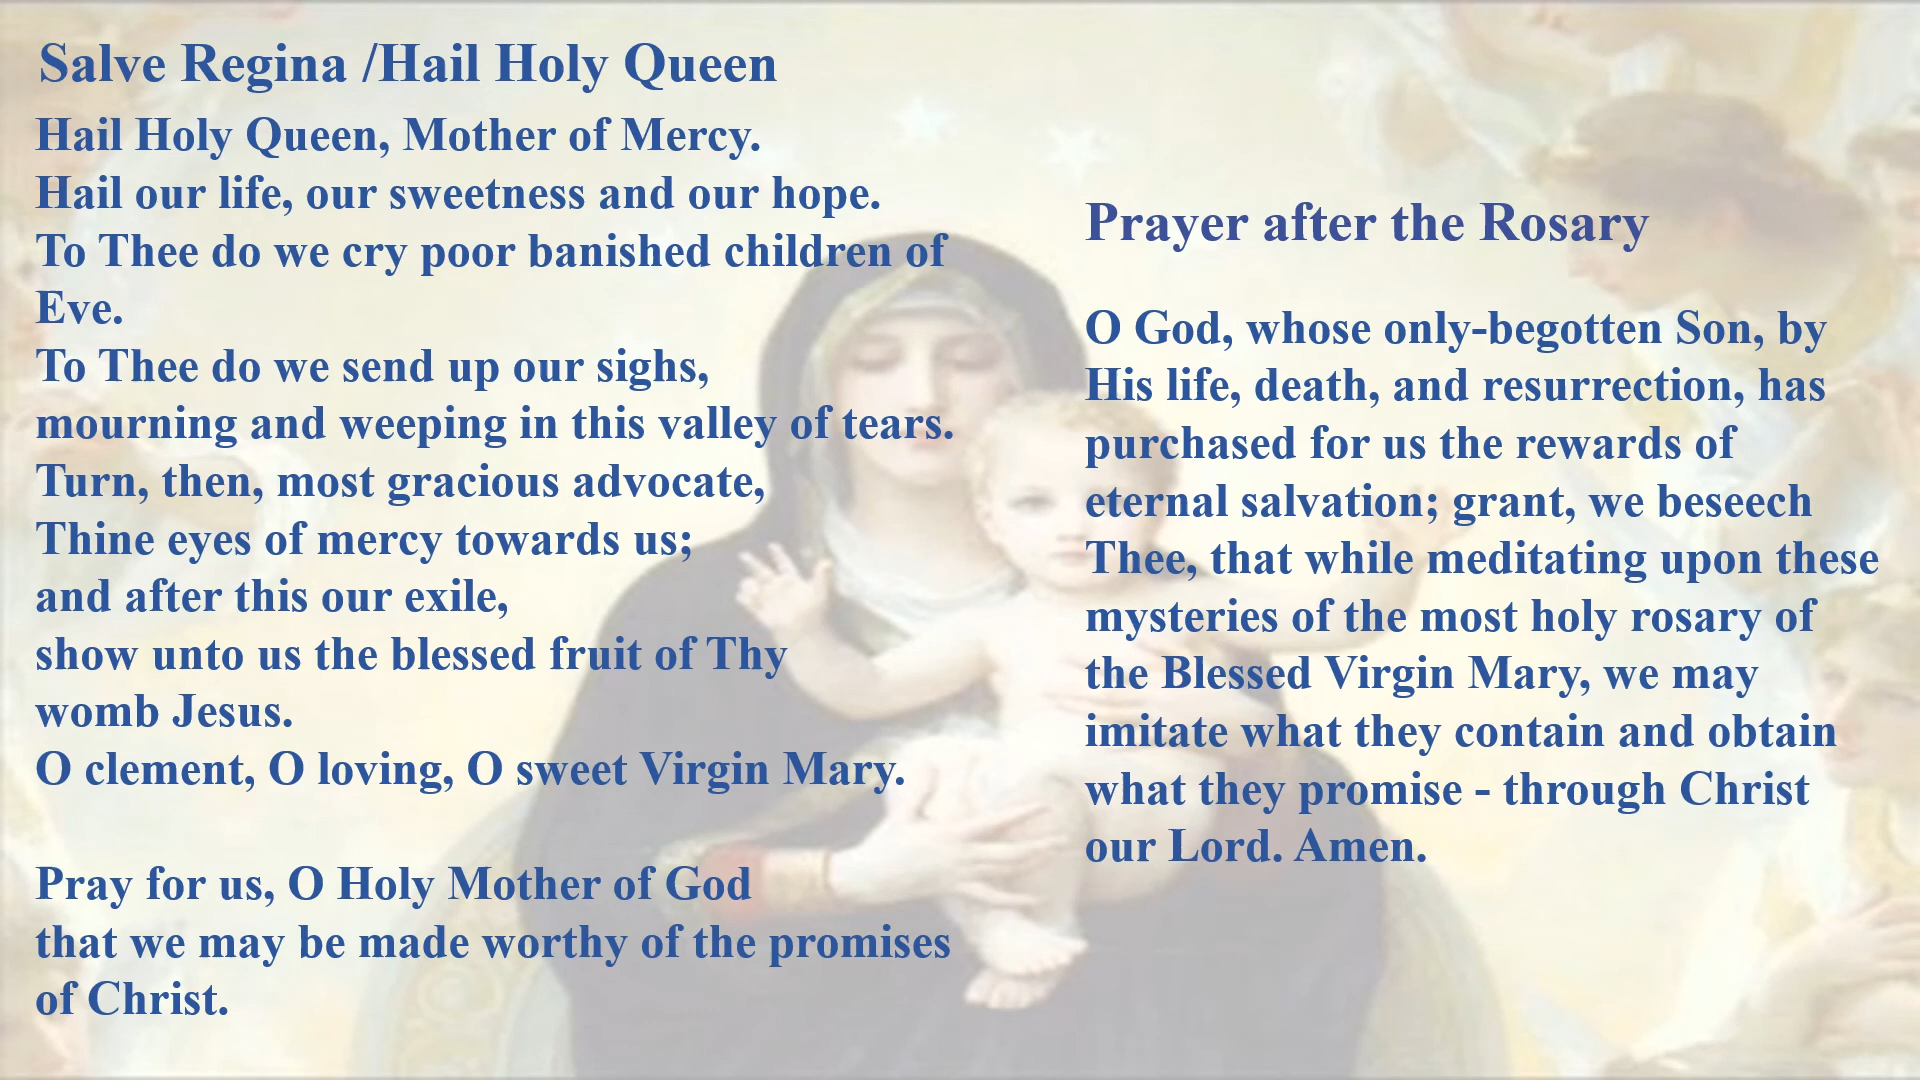 Salve Regina /Hail Holy Queen
Hail Holy Queen, Mother of Mercy.
Hail our life, our sweetness and our hope.
To Thee do we cry poor banished children of
Eve.
To Thee do we send up our sighs,
mourning and weeping in this valley of tears.
Turn, then, most gracious advocate,
Thine eyes of mercy towards us;
and after this our exile,
show unto us the blessed fruit of Thy
womb Jesus.
O clement, O loving, O sweet Virgin Mary.
Pray for us, O Holy Mother of God
that we may be made worthy of the promises
of Christ.
Prayer after the Rosary
O God, whose only-begotten Son, by
His life, death, and resurrection, has
purchased for us the rewards of
eternal salvation; grant, we beseech
Thee, that while meditating upon these
mysteries of the most holy rosary of
the Blessed Virgin Mary, we may
imitate what they contain and obtain
what they promise - through Christ
our Lord. Amen.